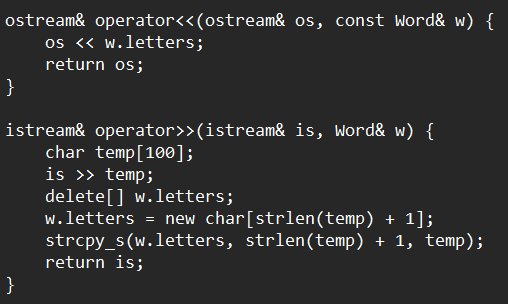 ostream& operator<<(ostream& os, const Word& w) {
    os << w.letters;
    return os;
}

istream& operator>>(istream& is, Word& w) {
    char temp[100];
    is >> temp;
    delete[] w.letters;
    w.letters = new char[strlen(temp) + 1];
    strcpy_s(w.letters, strlen(temp) + 1, temp);
    return is;
}